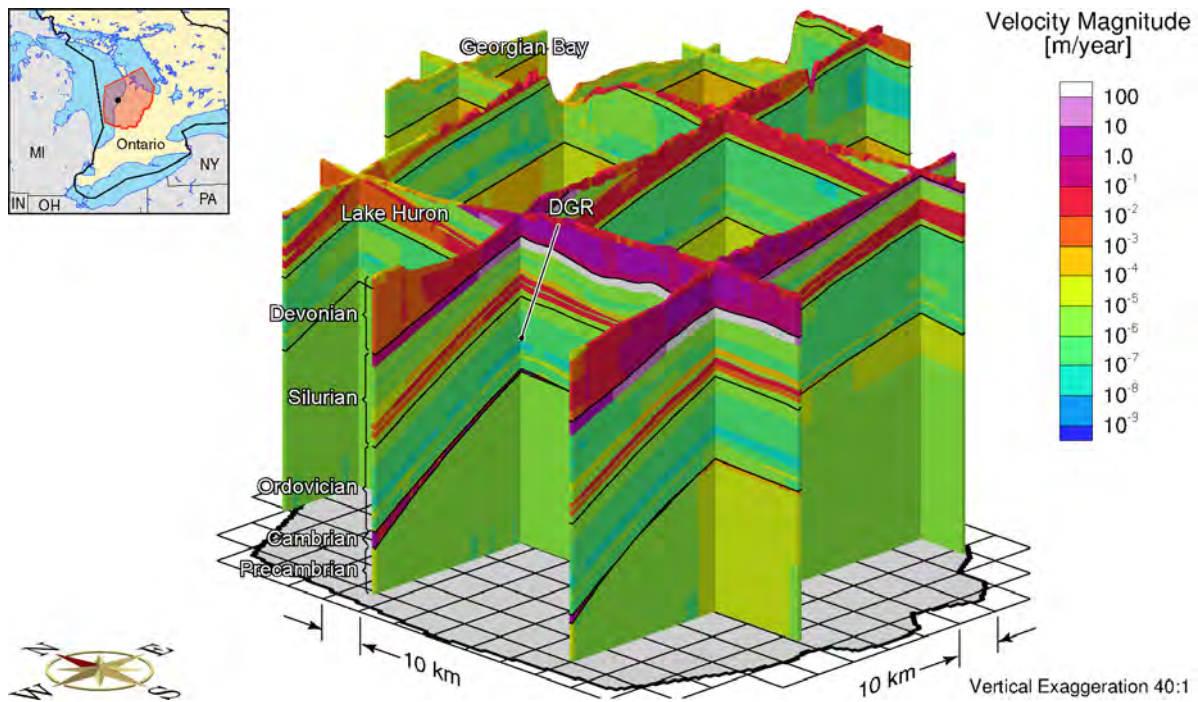 Velocity Magnitude
[m/year]
100
10
1.0
10⁻¹
10⁻²
10⁻³
10⁻⁴
10⁻⁵
10⁻⁶
10⁻⁷
10⁻⁸
10⁻⁹
MI
Ontario
NY
PA
IN
OH
Georgian Bay
Lake Huron
DGR
Devonian
Silurian
Ordovician
Cambrian
Precambrian
N
E
W
S
10 km
10 km
Vertical Exaggeration 40:1